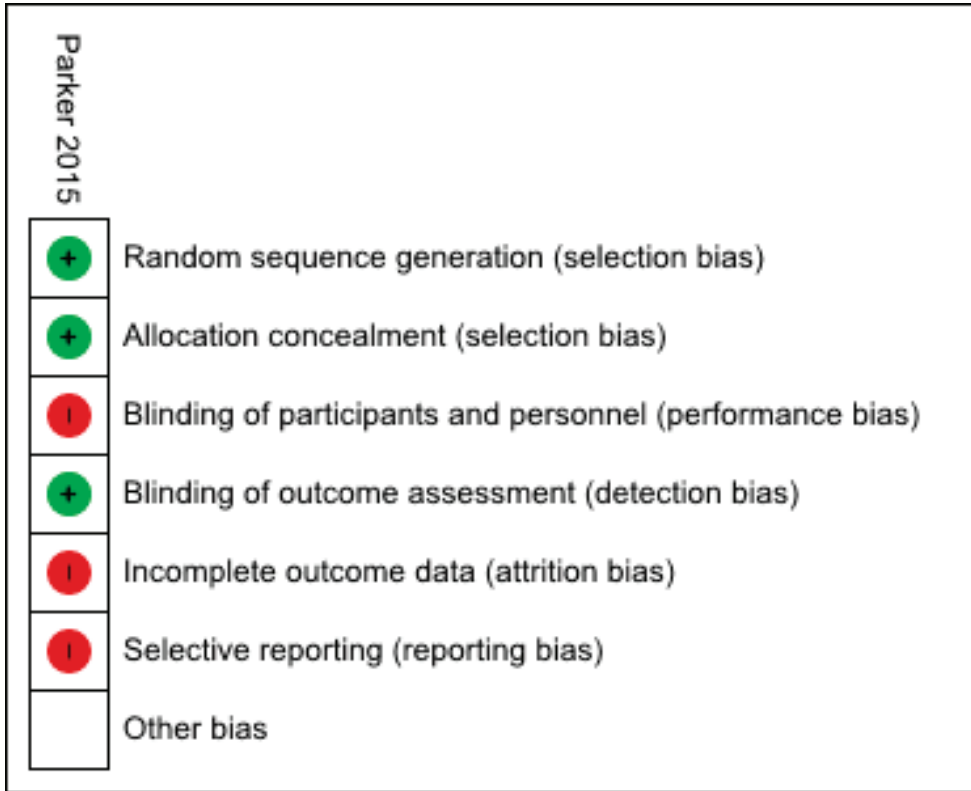 Parker 2015
+ Random sequence generation (selection bias)
+ Allocation concealment (selection bias)
– Blinding of participants and personnel (performance bias)
+ Blinding of outcome assessment (detection bias)
– Incomplete outcome data (attrition bias)
– Selective reporting (reporting bias)
Other bias